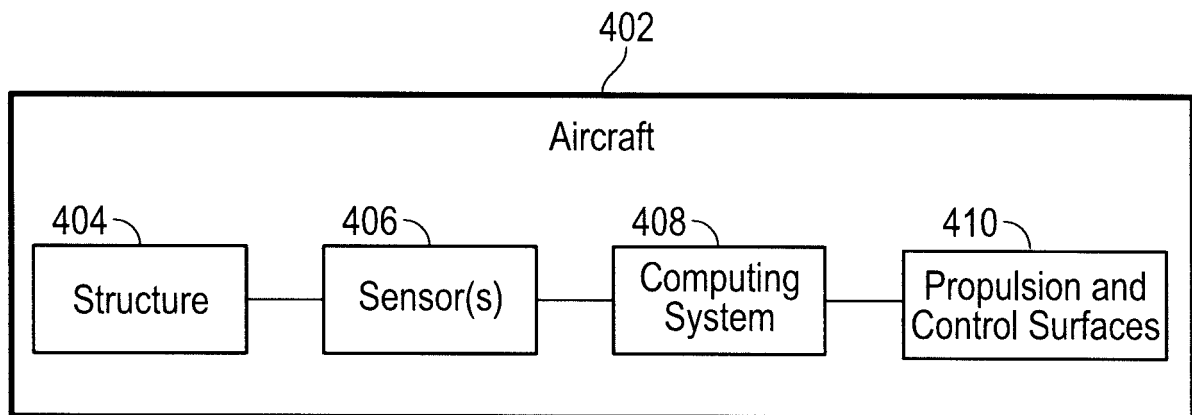 402
Aircraft
404
406
408
410
Structure
Sensor(s)
Computing
System
Propulsion and
Control Surfaces